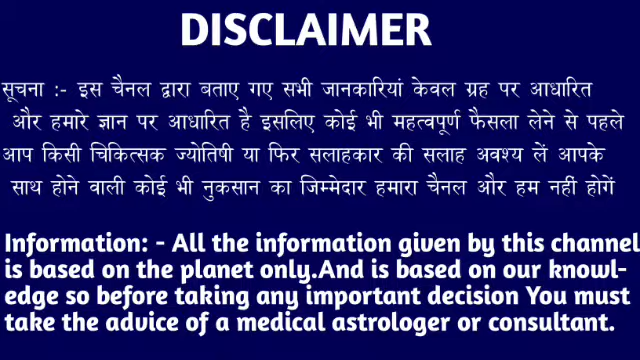 DISCLAIMER
सूचना :- इस चैनल द्वारा बताए गए सभी जानकारियां केवल ग्रह पर आधारित
और हमारे ज्ञान पर आधारित है इसलिए कोई भी महत्वपूर्ण फैसला लेने से पहले
आप किसी चिकित्सक ज्योतिषी या फिर सलाहकार की सलाह अवश्य लें आपके
साथ होने वाली कोई भी नुकसान का जिम्मेदार हमारा चैनल और हम नहीं होगें
Information: - All the information given by this channel
is based on the planet only.And is based on our knowl-
edge so before taking any important decision You must
take the advice of a medical astrologer or consultant.